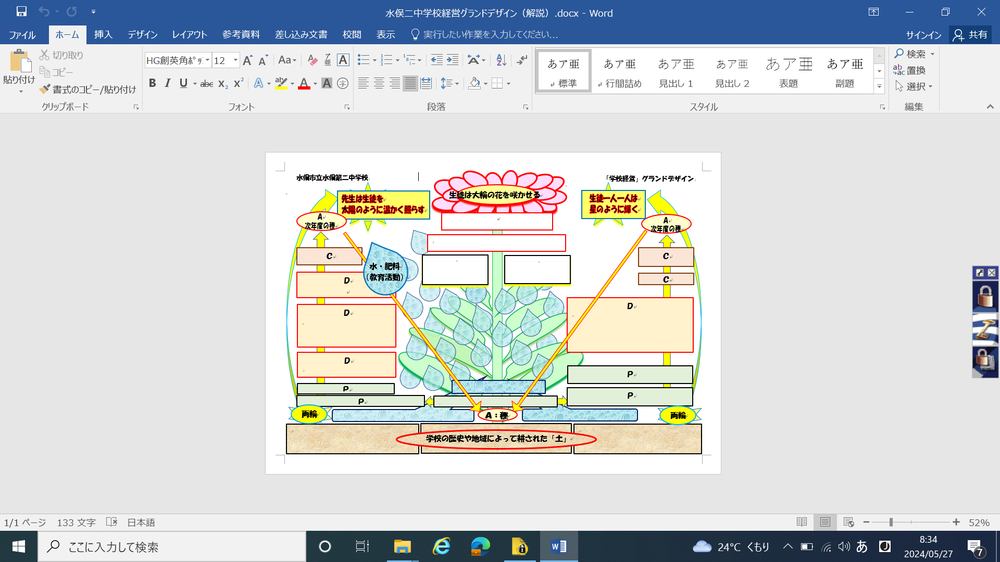 水俣二中学校経営グランドデザイン（解説）.docx - Word
ファイル ホーム 挿入 デザイン レイアウト 参考資料 差し込み文書 校閲 表示 実行したい作業を入力してください... サインイン 共有
貼り付け
切り取り
コピー
書式のコピー/貼り付け
クリップボード
HG創英角ﾎﾟｯ 12
フォント
段落
あア亜 あア亜 あア亜 あア亜 あア亜 あア亜
標準 行間詰め 見出し 1 見出し 2 表題 副題
スタイル
検索
置換
選択
編集
水俣市立水俣第二中学校
「学校経営」グランドデザイン
生徒は大輪の花を咲かせる
先生は生徒を
太陽のように温かく照らす
生徒一人一人は
星のように輝く
A
次年度の種
A
次年度の種
C
C
水・肥料
（教育活動）
D
C
D
D
D
P
P
P
P
両輪
A：種
両輪
学校の歴史や地域によって耕された「土」
1/1 ページ 133 文字 日本語 52%
ここに入力して検索
24℃ くもり
あ
8:34
2024/05/27
7